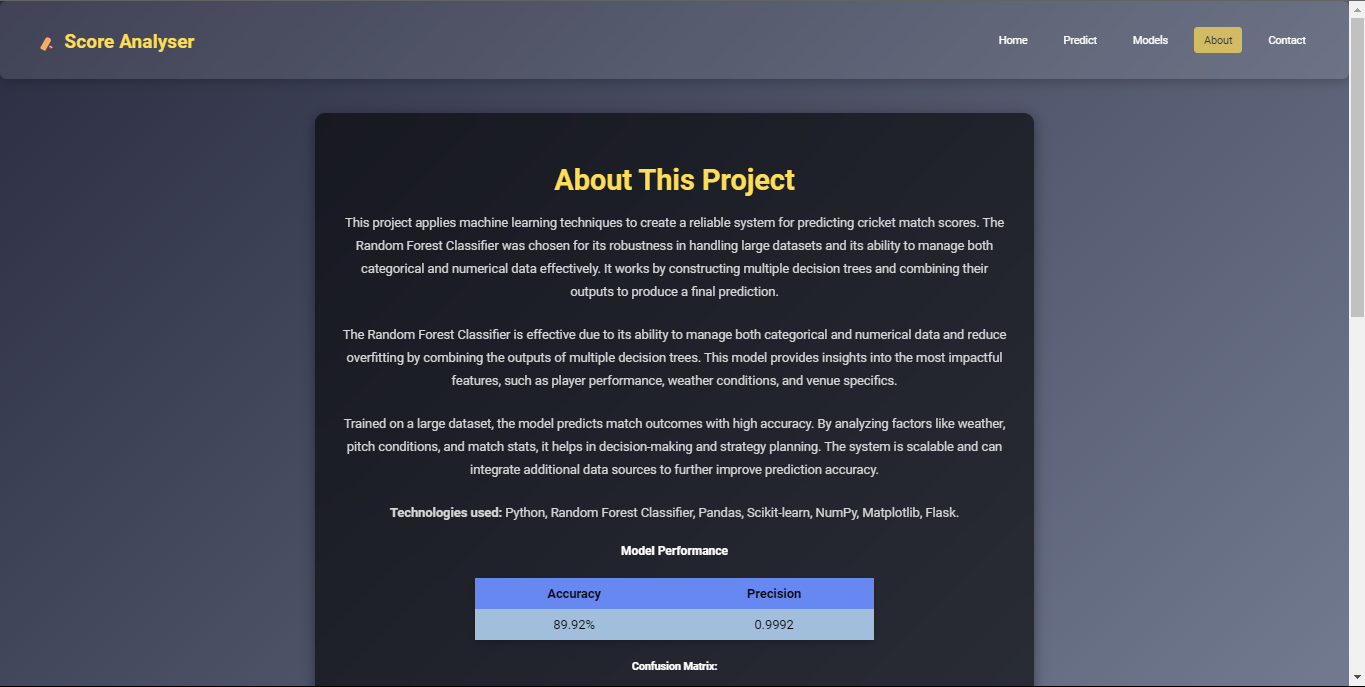 Score Analyser
Home Predict Models About Contact
About This Project
This project applies machine learning techniques to create a reliable system for predicting cricket match scores. The
Random Forest Classifier was chosen for its robustness in handling large datasets and its ability to manage both
categorical and numerical data effectively. It works by constructing multiple decision trees and combining their
outputs to produce a final prediction.
The Random Forest Classifier is effective due to its ability to manage both categorical and numerical data and reduce
overfitting by combining the outputs of multiple decision trees. This model provides insights into the most impactful
features, such as player performance, weather conditions, and venue specifics.
Trained on a large dataset, the model predicts match outcomes with high accuracy. By analyzing factors like weather,
pitch conditions, and match stats, it helps in decision-making and strategy planning. The system is scalable and can
integrate additional data sources to further improve prediction accuracy.
Technologies used: Python, Random Forest Classifier, Pandas, Scikit-learn, NumPy, Matplotlib, Flask.
Model Performance
Accuracy Precision
89.92% 0.9992
Confusion Matrix: